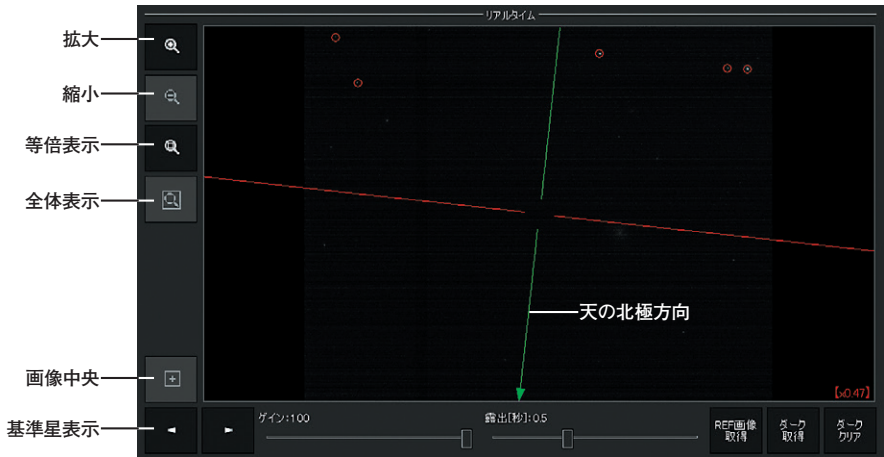 リアルタイム
拡大
縮小
等倍表示
全体表示
天の北極方向
画像中央
[x0.47]
基準星表示
ゲイン:100
露出[秒]:0.5
REF画像
取得
ダーク
取得
ダーク
クリア